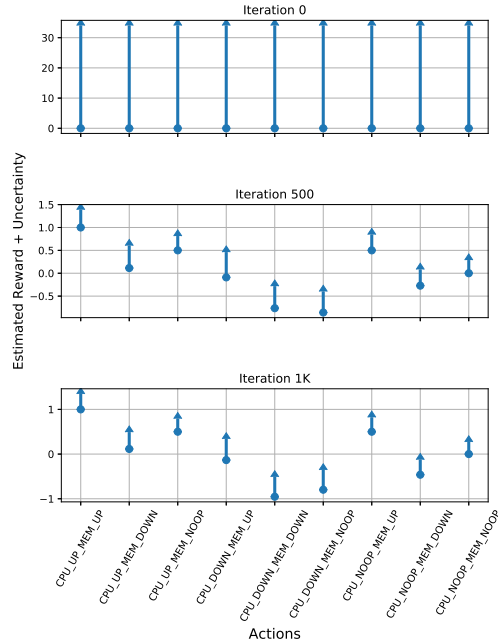 Iteration 0
30
20
10
0
Iteration 500
1.5
1.0
0.5
0.0
−0.5
Iteration 1K
1
0
−1
Estimated Reward + Uncertainty
CPU_UP_MEM_UP
CPU_UP_MEM_DOWN
CPU_UP_MEM_NOOP
CPU_DOWN_MEM_UP
CPU_DOWN_MEM_DOWN
CPU_DOWN_MEM_NOOP
CPU_NOOP_MEM_UP
CPU_NOOP_MEM_DOWN
CPU_NOOP_MEM_NOOP
Actions